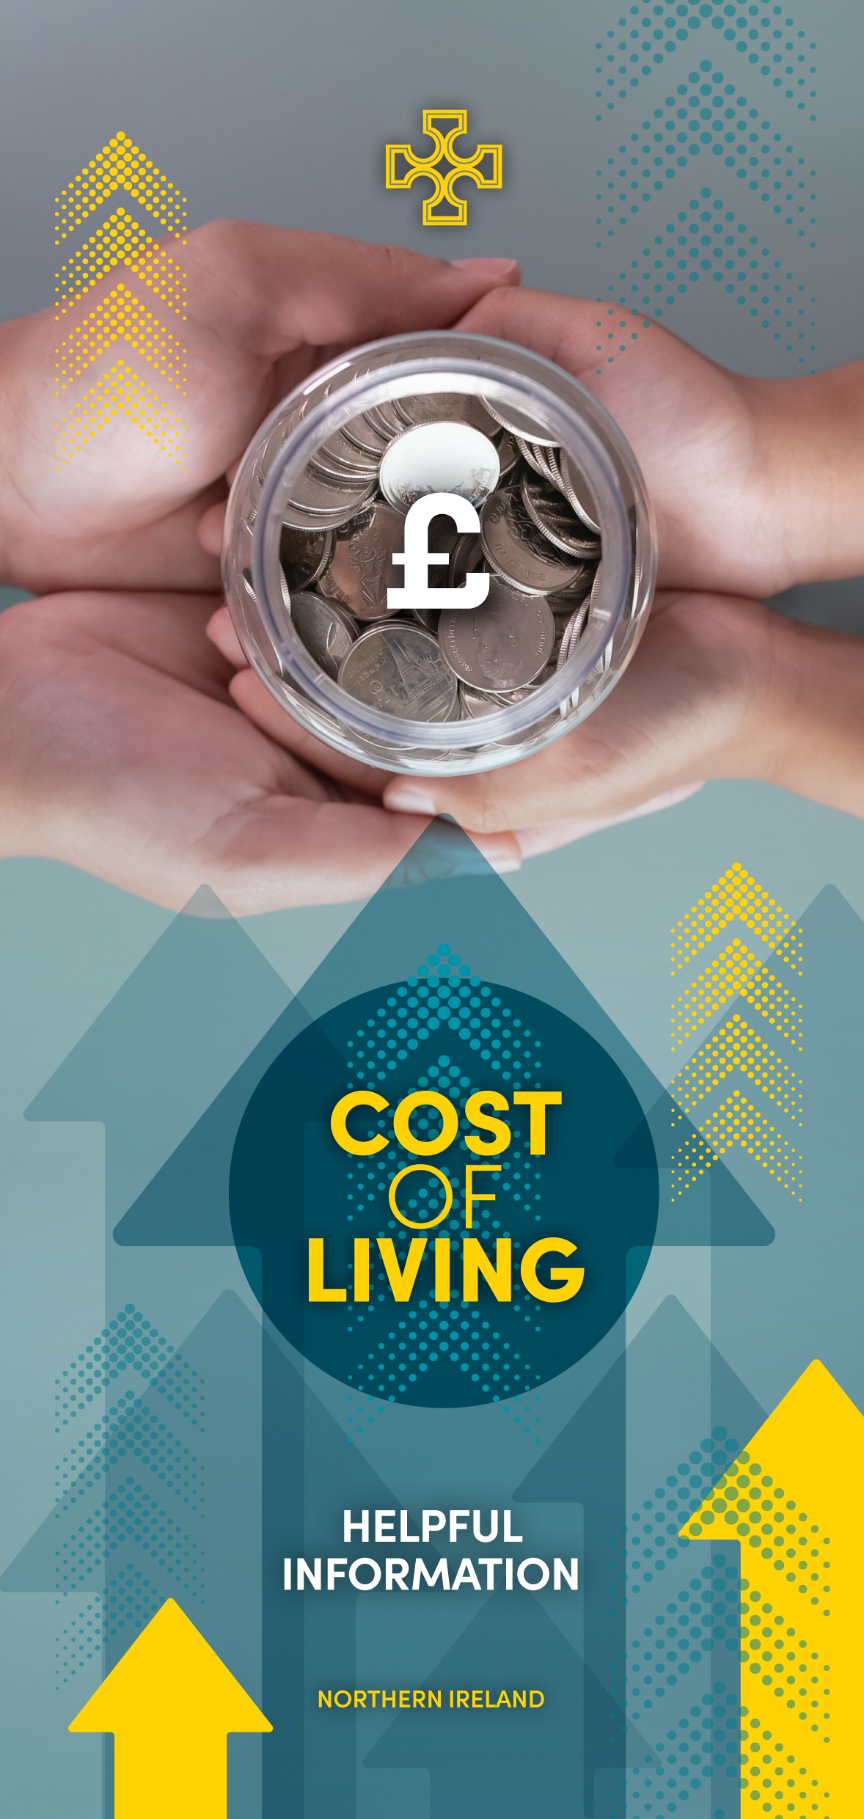 £
COST
OF
LIVING
HELPFUL
INFORMATION
NORTHERN IRELAND